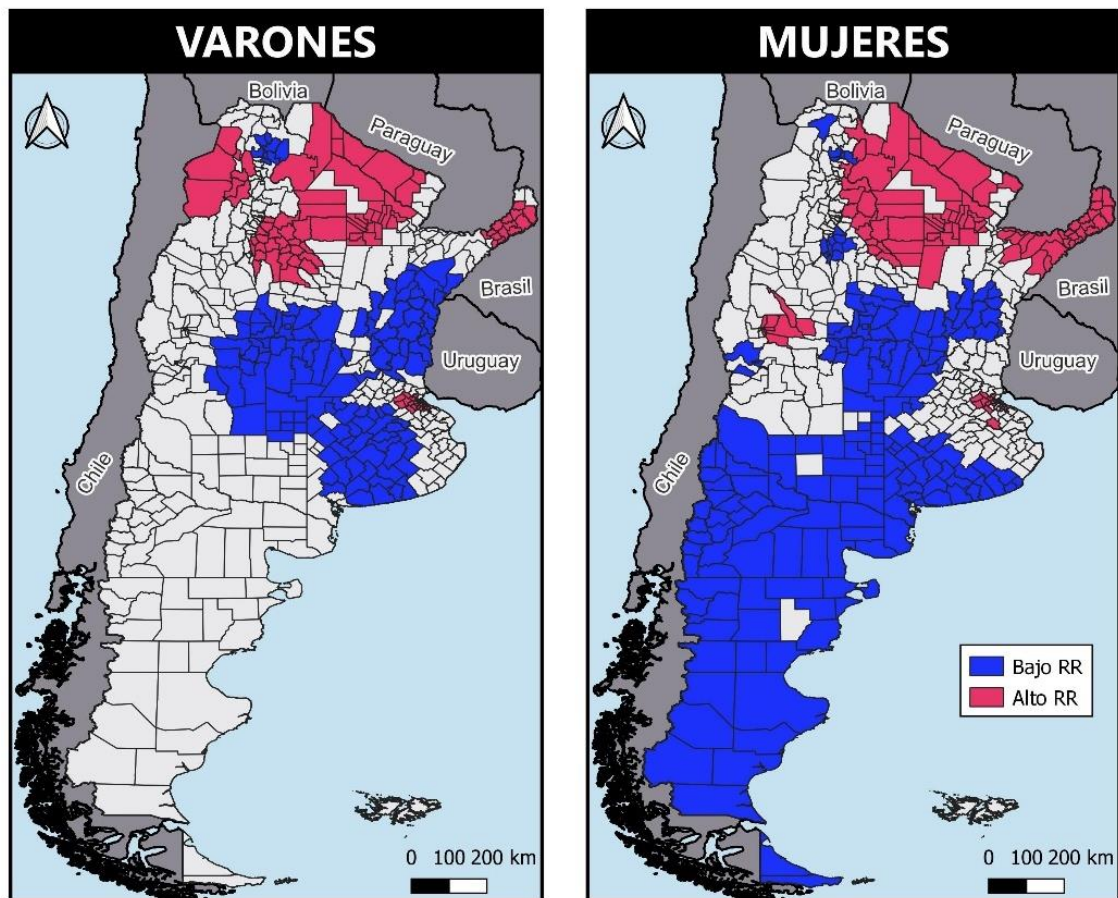 VARONES
Bolivia
Paraguay
Brasil
Uruguay
Chile
0 100 200 km
MUJERES
Bolivia
Paraguay
Brasil
Uruguay
Chile
Bajo RR
Alto RR
0 100 200 km